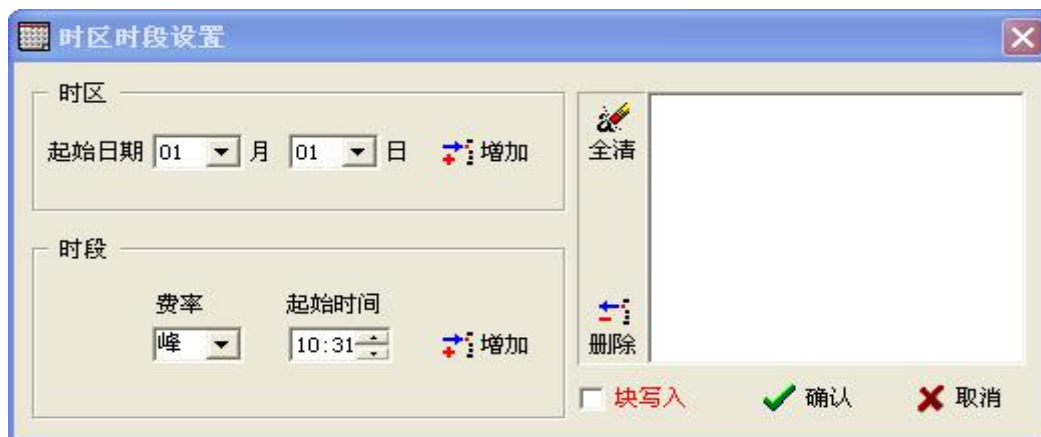 时区时段设置
时区
起始日期 01 月 01 日 增加
时段
费率 起始时间
峰 10:31 增加
全清
删除
块写入 确认 取消